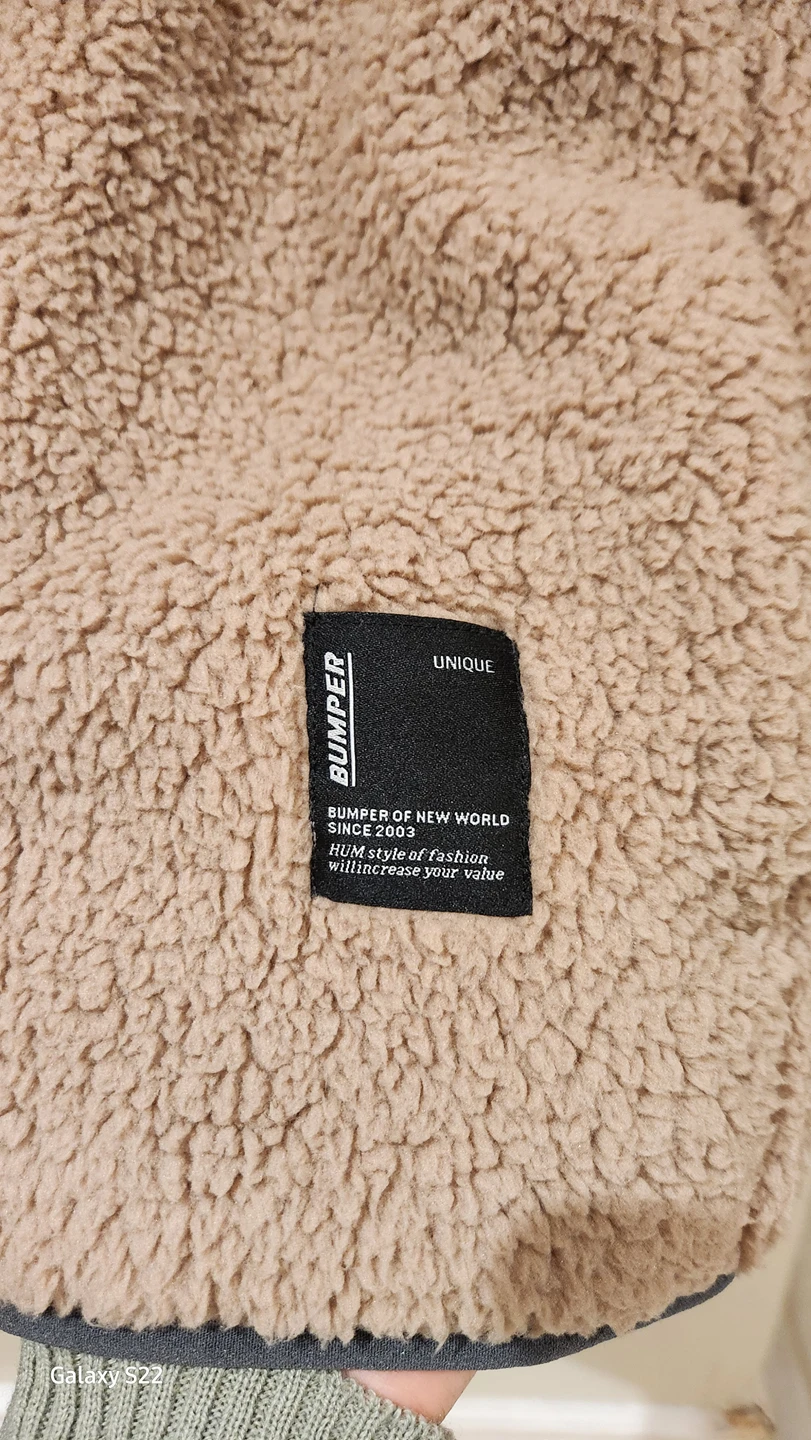 UNIQUE
BUMPER
BUMPER OF NEW WORLD
SINCE 2003
HUM style of fashion
willincrease your value
Galaxy S22